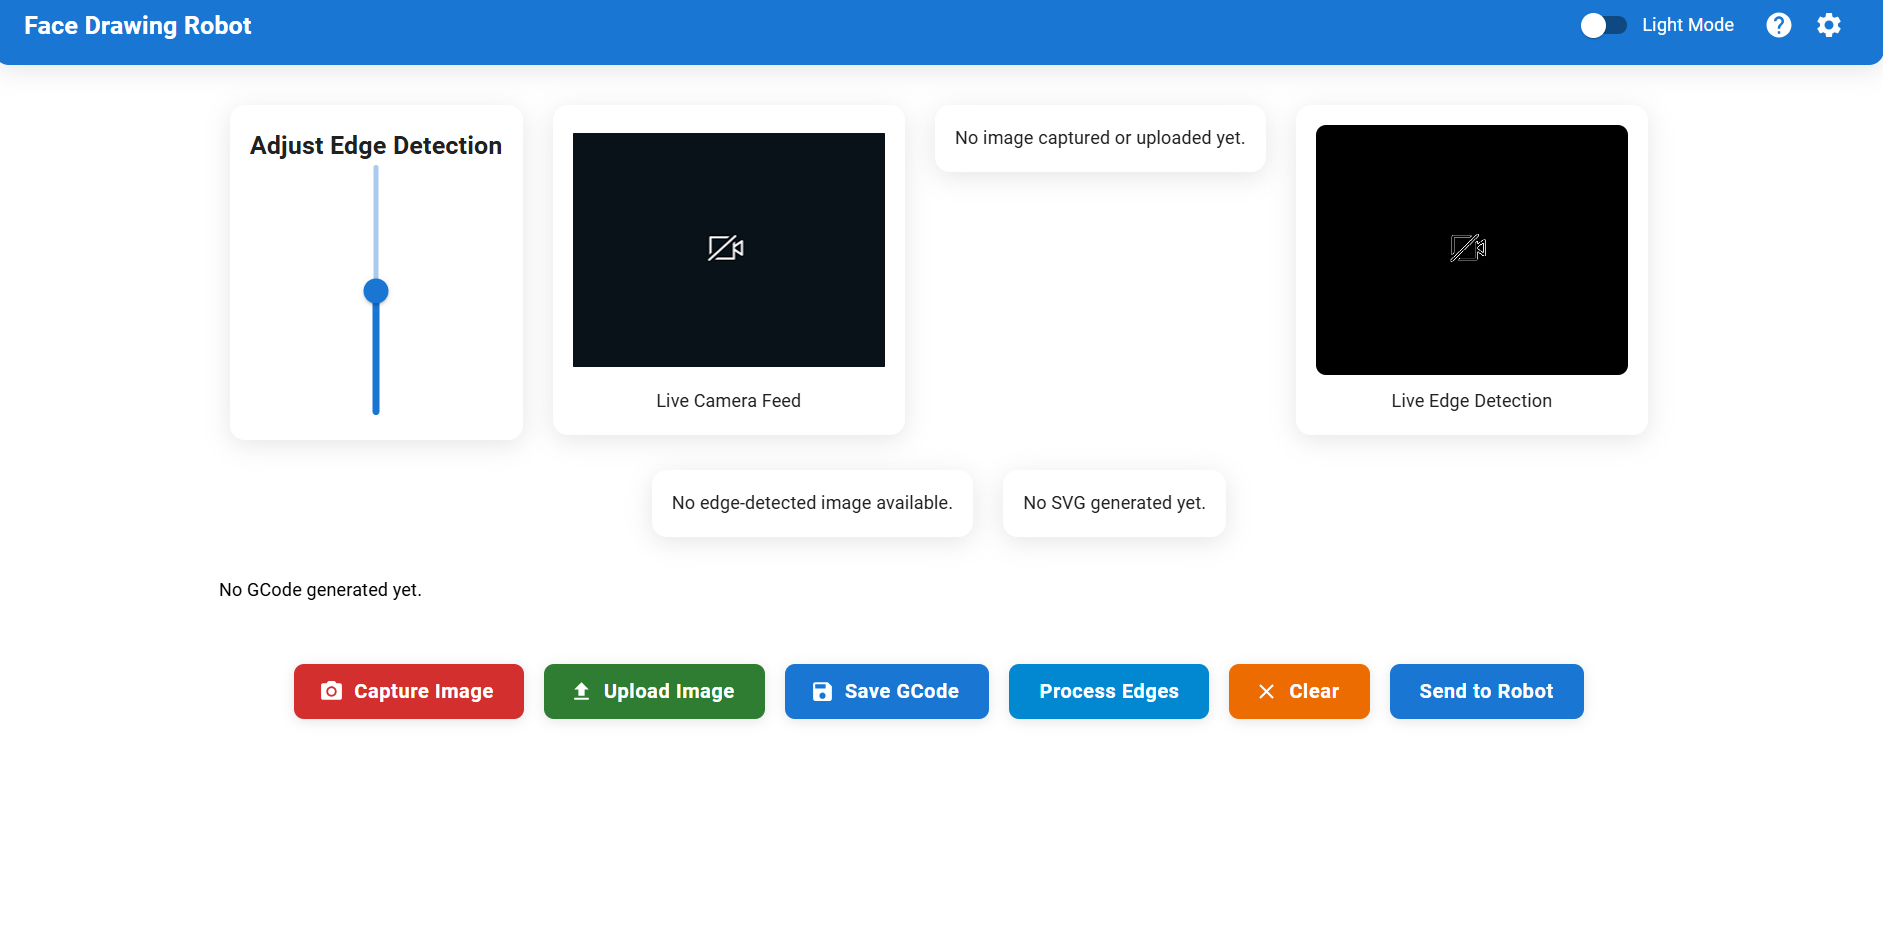 Face Drawing Robot
Light Mode
Adjust Edge Detection
Live Camera Feed
No image captured or uploaded yet.
Live Edge Detection
No edge-detected image available.
No SVG generated yet.
No GCode generated yet.
Capture Image
Upload Image
Save GCode
Process Edges
Clear
Send to Robot